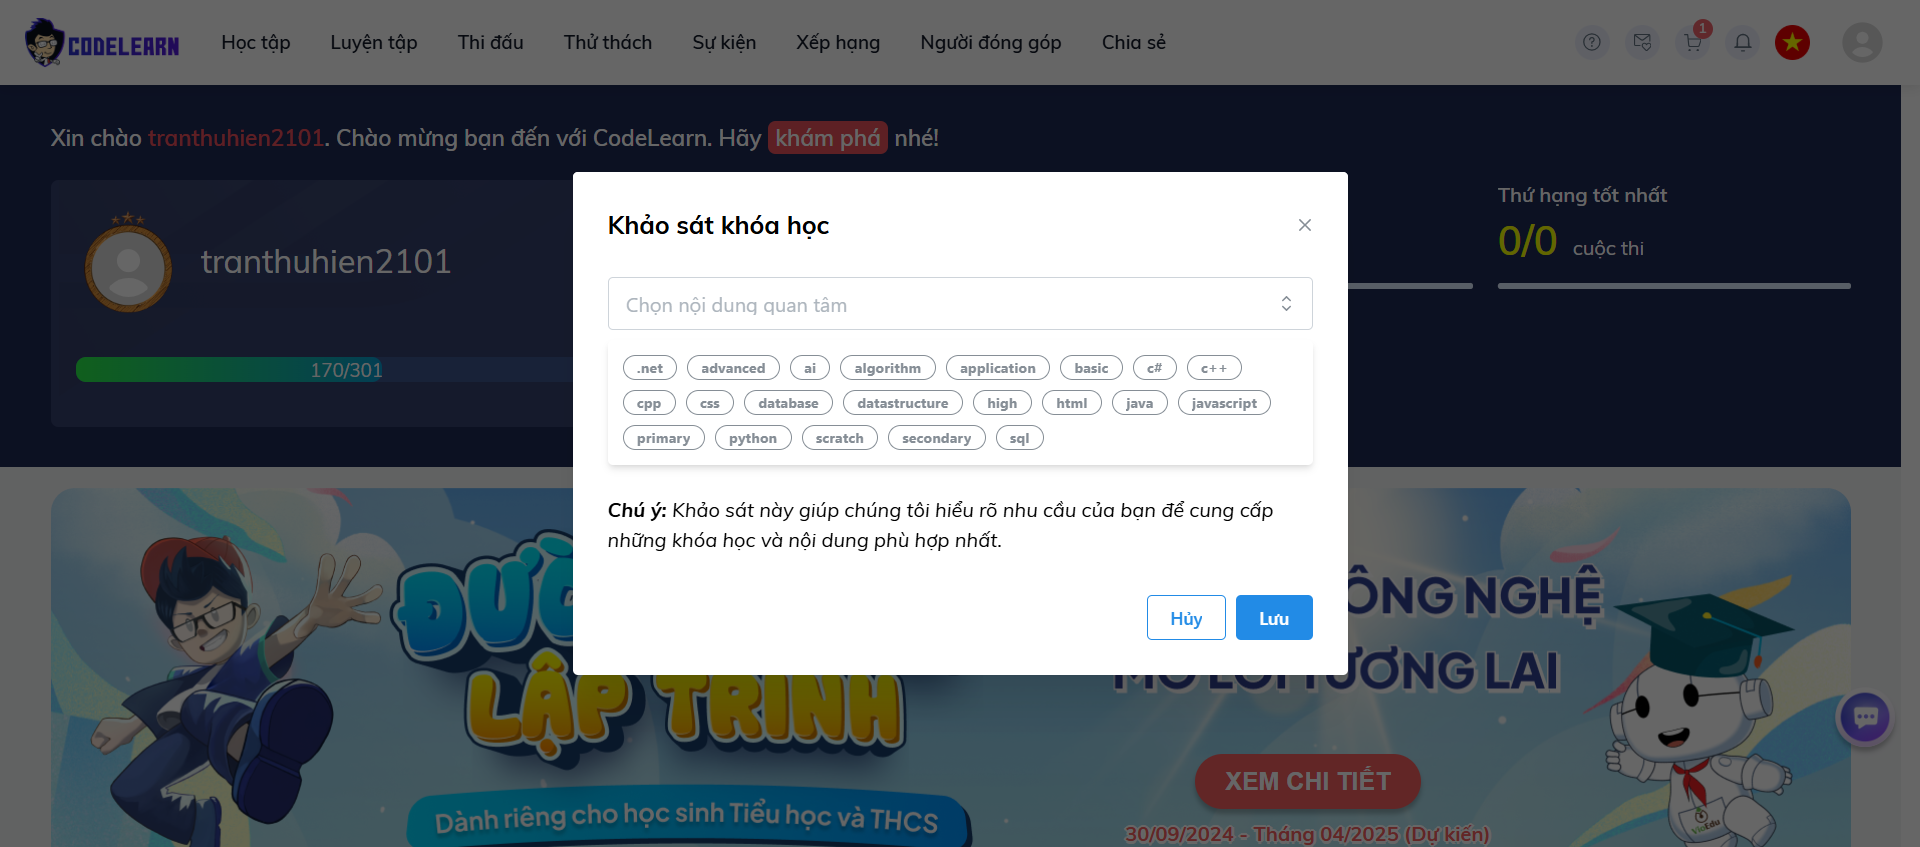 CODELEARN Học tập Luyện tập Thi đấu Thử thách Sự kiện Xếp hạng Người đóng góp Chia sẻ 1
Xin chào tranthuhien2101. Chào mừng bạn đến với CodeLearn. Hãy khám phá nhé!
tranthuhien2101
170/301
Thứ hạng tốt nhất
0/0 cuộc thi
Khảo sát khóa học
Chọn nội dung quan tâm
.net advanced ai algorithm application basic c# c++
cpp css database datastructure high html java javascript
primary python scratch secondary sql
Chú ý: Khảo sát này giúp chúng tôi hiểu rõ nhu cầu của bạn để cung cấp
những khóa học và nội dung phù hợp nhất.
Hủy Lưu
LẬP TRÌNH
Dành riêng cho học sinh Tiểu học và THCS
ÔNG NGHỆ
TƯƠNG LAI
XEM CHI TIẾT
30/09/2024 - Tháng 04/2025 (Dự kiến)
VioEdu